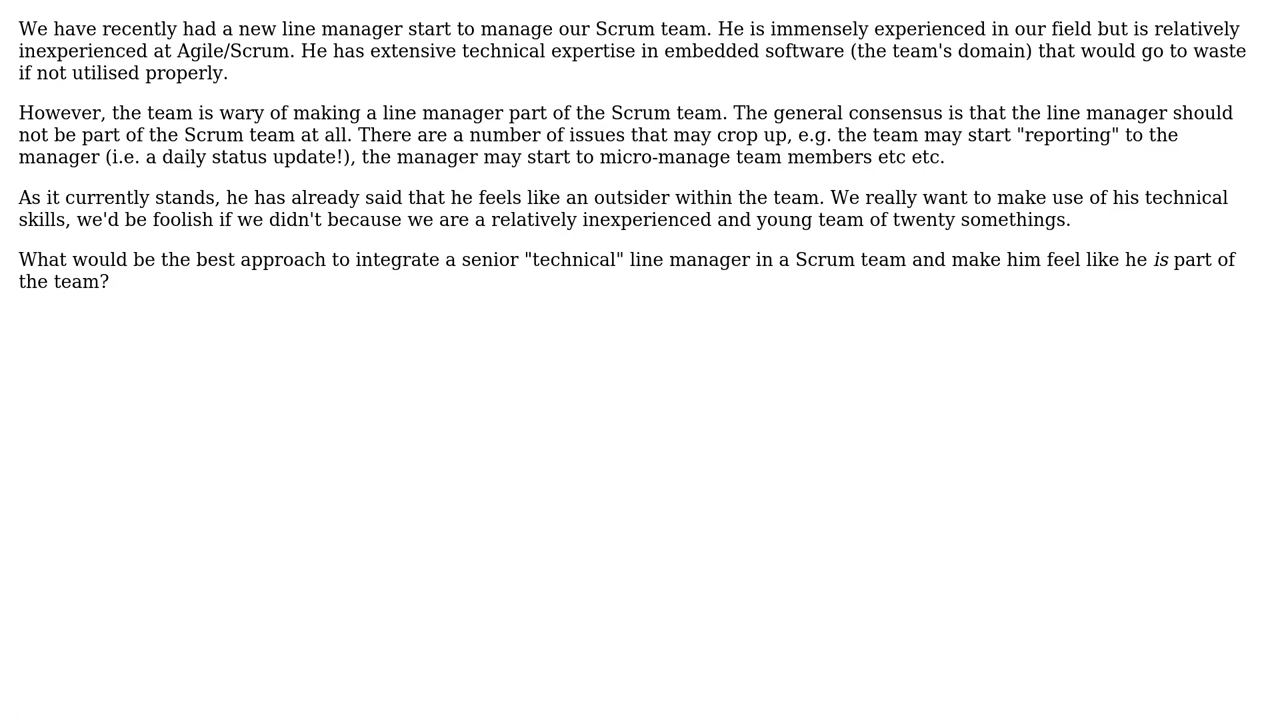 We have recently had a new line manager start to manage our Scrum team. He is immensely experienced in our field but is relatively
inexperienced at Agile/Scrum. He has extensive technical expertise in embedded software (the team's domain) that would go to waste
if not utilised properly.
However, the team is wary of making a line manager part of the Scrum team. The general consensus is that the line manager should
not be part of the Scrum team at all. There are a number of issues that may crop up, e.g. the team may start "reporting" to the
manager (i.e. a daily status update!), the manager may start to micro-manage team members etc etc.
As it currently stands, he has already said that he feels like an outsider within the team. We really want to make use of his technical
skills, we'd be foolish if we didn't because we are a relatively inexperienced and young team of twenty somethings.
What would be the best approach to integrate a senior "technical" line manager in a Scrum team and make him feel like he is part of
the team?